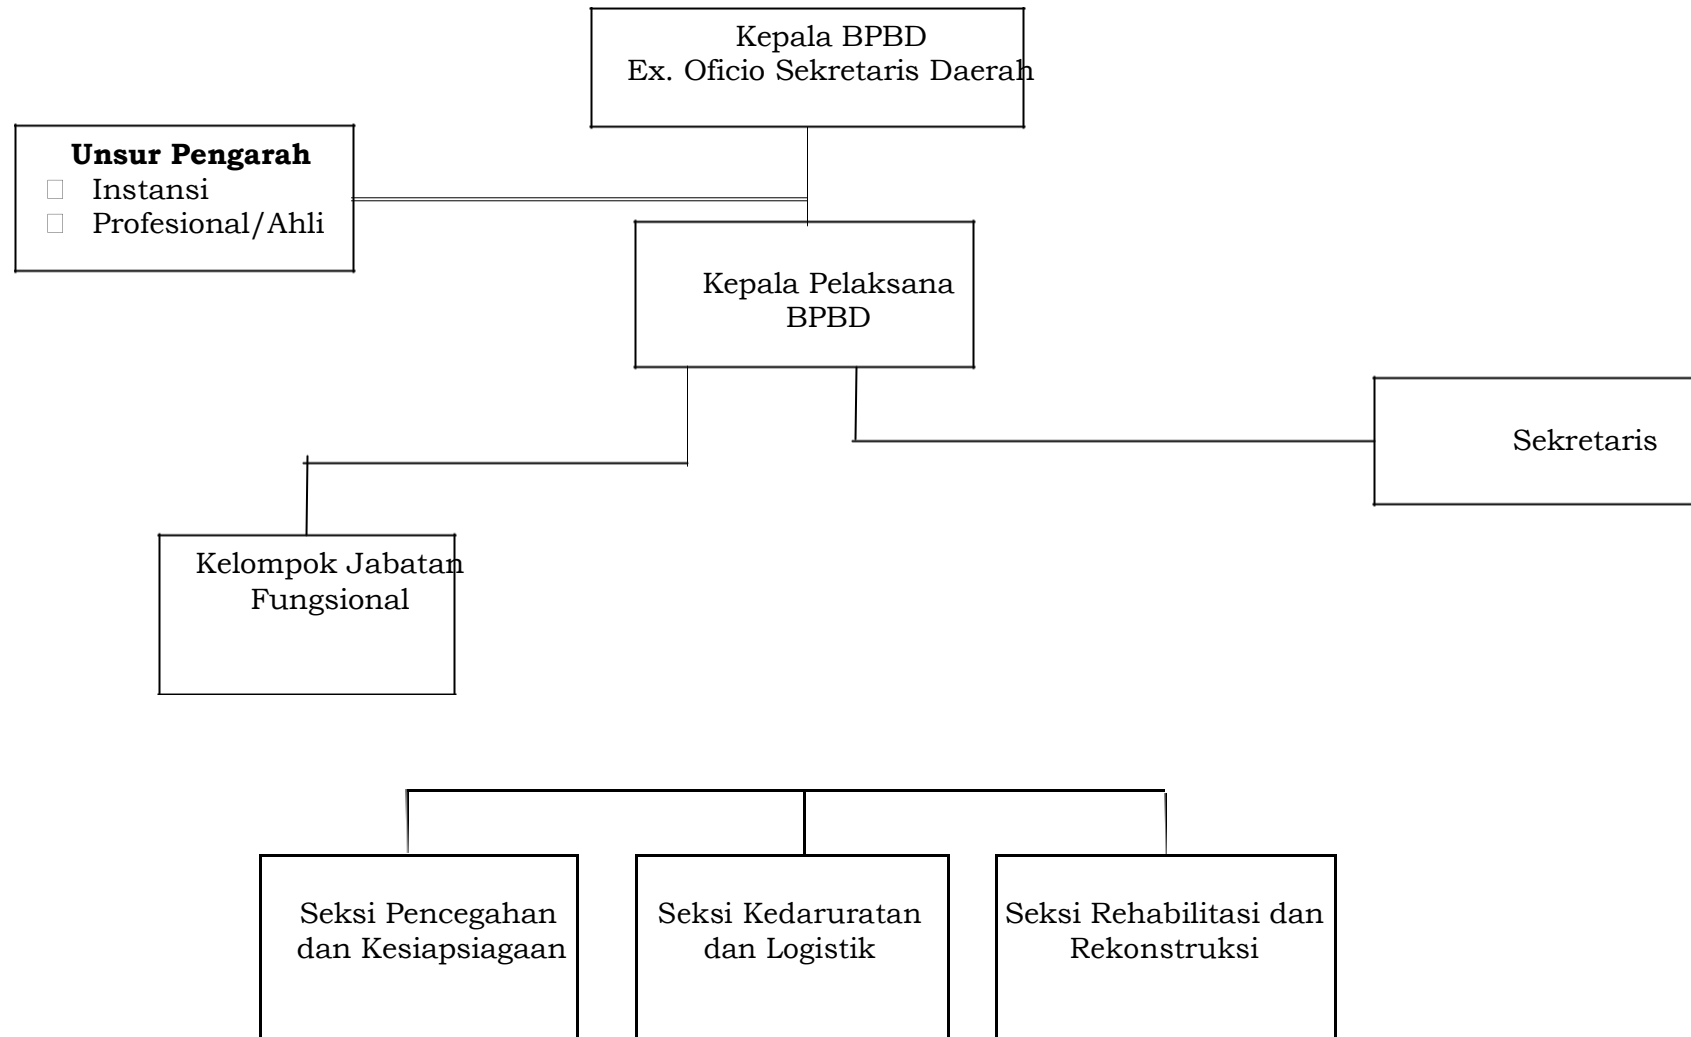 Kepala BPBD
Ex. Oficio Sekretaris Daerah
Unsur Pengarah
Instansi
Profesional/Ahli
Kepala Pelaksana
BPBD
Sekretaris
Kelompok Jabatan
Fungsional
Seksi Pencegahan
dan Kesiapsiagaan
Seksi Kedaruratan
dan Logistik
Seksi Rehabilitasi dan
Rekonstruksi